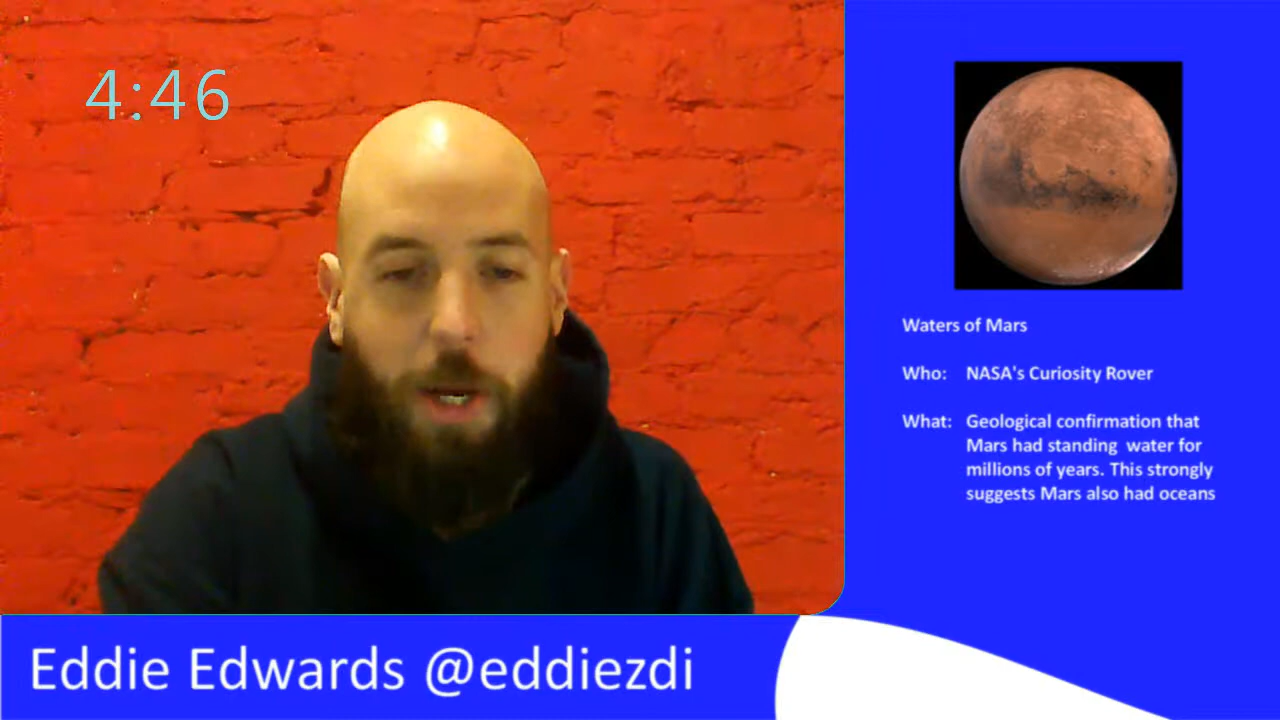 4:46
Waters of Mars
Who: NASA's Curiosity Rover
What: Geological confirmation that
Mars had standing water for
millions of years. This strongly
suggests Mars also had oceans
Eddie Edwards @eddiezdi